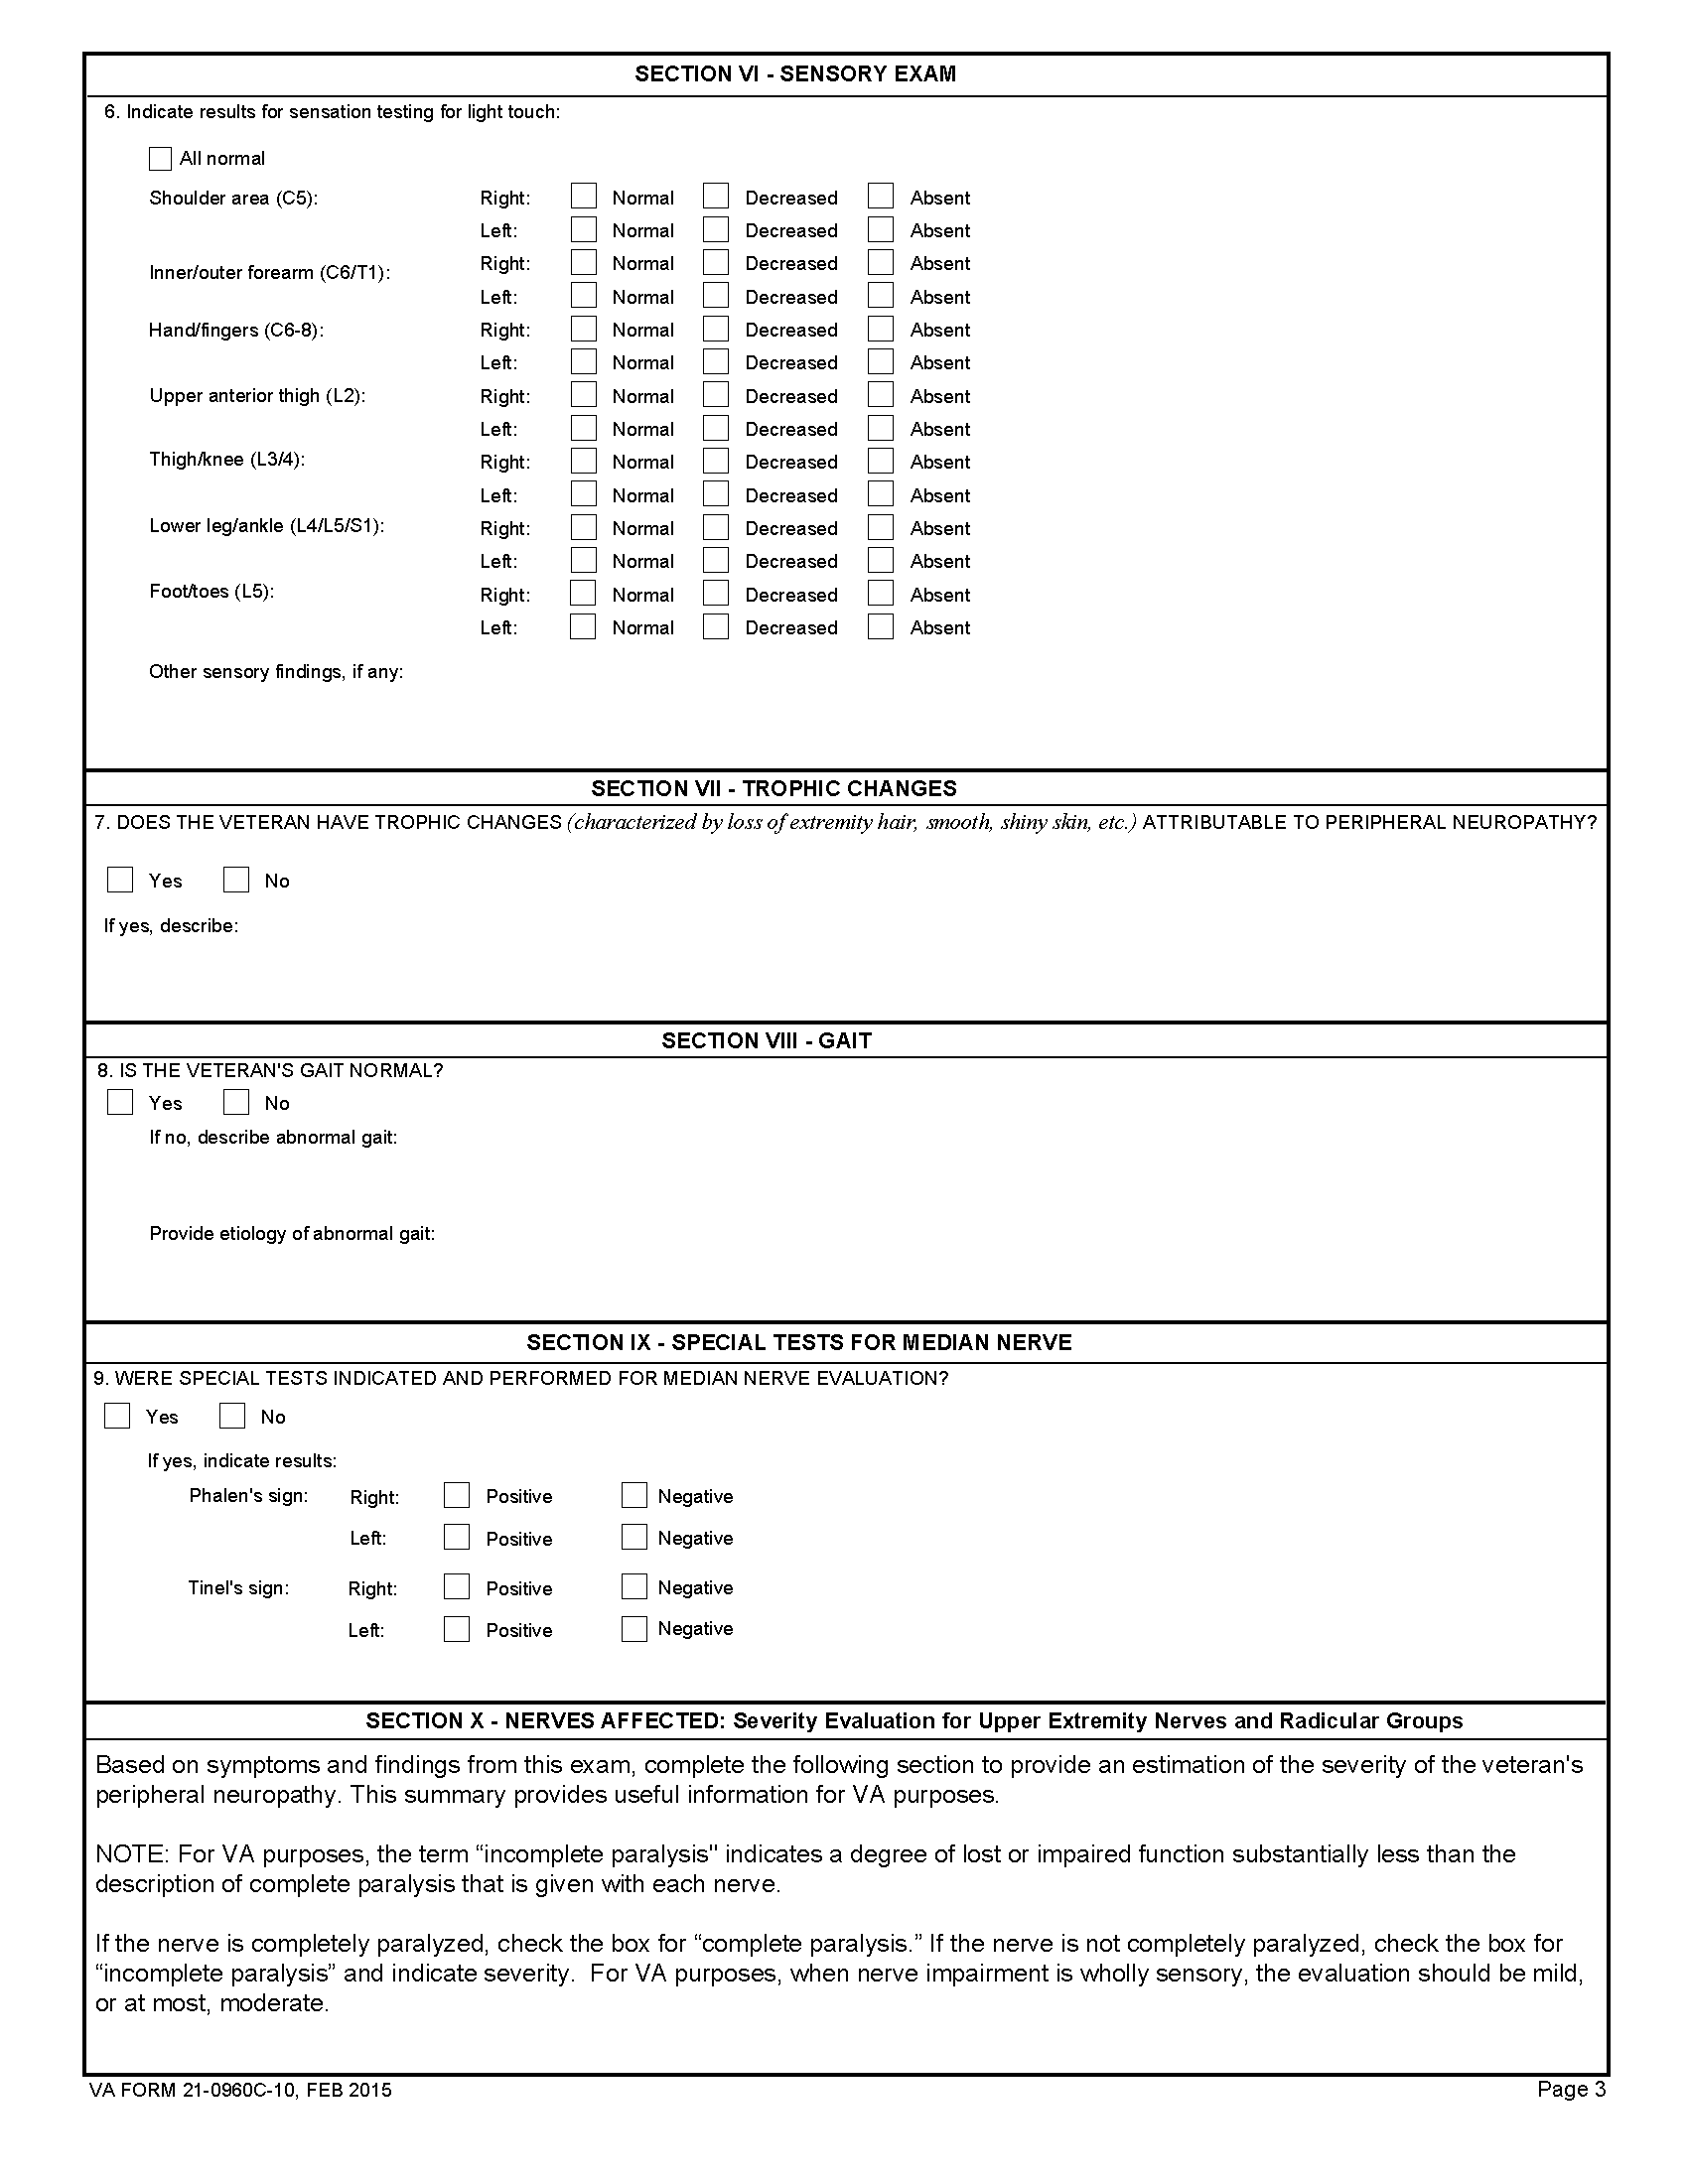 SECTION VI - SENSORY EXAM
6. Indicate results for sensation testing for light touch:
All normal
Shoulder area (C5): Right: Normal Decreased Absent
Left: Normal Decreased Absent
Inner/outer forearm (C6/T1): Right: Normal Decreased Absent
Left: Normal Decreased Absent
Hand/fingers (C6-8): Right: Normal Decreased Absent
Left: Normal Decreased Absent
Upper anterior thigh (L2): Right: Normal Decreased Absent
Left: Normal Decreased Absent
Thigh/knee (L3/4): Right: Normal Decreased Absent
Left: Normal Decreased Absent
Lower leg/ankle (L4/L5/S1): Right: Normal Decreased Absent
Left: Normal Decreased Absent
Foot/toes (L5): Right: Normal Decreased Absent
Left: Normal Decreased Absent
Other sensory findings, if any:
SECTION VII - TROPHIC CHANGES
7. DOES THE VETERAN HAVE TROPHIC CHANGES (characterized by loss of extremity hair, smooth, shiny skin, etc.) ATTRIBUTABLE TO PERIPHERAL NEUROPATHY?
Yes No
If yes, describe:
SECTION VIII - GAIT
8. IS THE VETERAN'S GAIT NORMAL?
Yes No
If no, describe abnormal gait:
Provide etiology of abnormal gait:
SECTION IX - SPECIAL TESTS FOR MEDIAN NERVE
9. WERE SPECIAL TESTS INDICATED AND PERFORMED FOR MEDIAN NERVE EVALUATION?
Yes No
If yes, indicate results:
Phalen's sign: Right: Positive Negative
Left: Positive Negative
Tinel's sign: Right: Positive Negative
Left: Positive Negative
SECTION X - NERVES AFFECTED: Severity Evaluation for Upper Extremity Nerves and Radicular Groups
Based on symptoms and findings from this exam, complete the following section to provide an estimation of the severity of the veteran's
peripheral neuropathy. This summary provides useful information for VA purposes.
NOTE: For VA purposes, the term “incomplete paralysis" indicates a degree of lost or impaired function substantially less than the
description of complete paralysis that is given with each nerve.
If the nerve is completely paralyzed, check the box for “complete paralysis.” If the nerve is not completely paralyzed, check the box for
“incomplete paralysis” and indicate severity. For VA purposes, when nerve impairment is wholly sensory, the evaluation should be mild,
or at most, moderate.
VA FORM 21-0960C-10, FEB 2015 Page 3